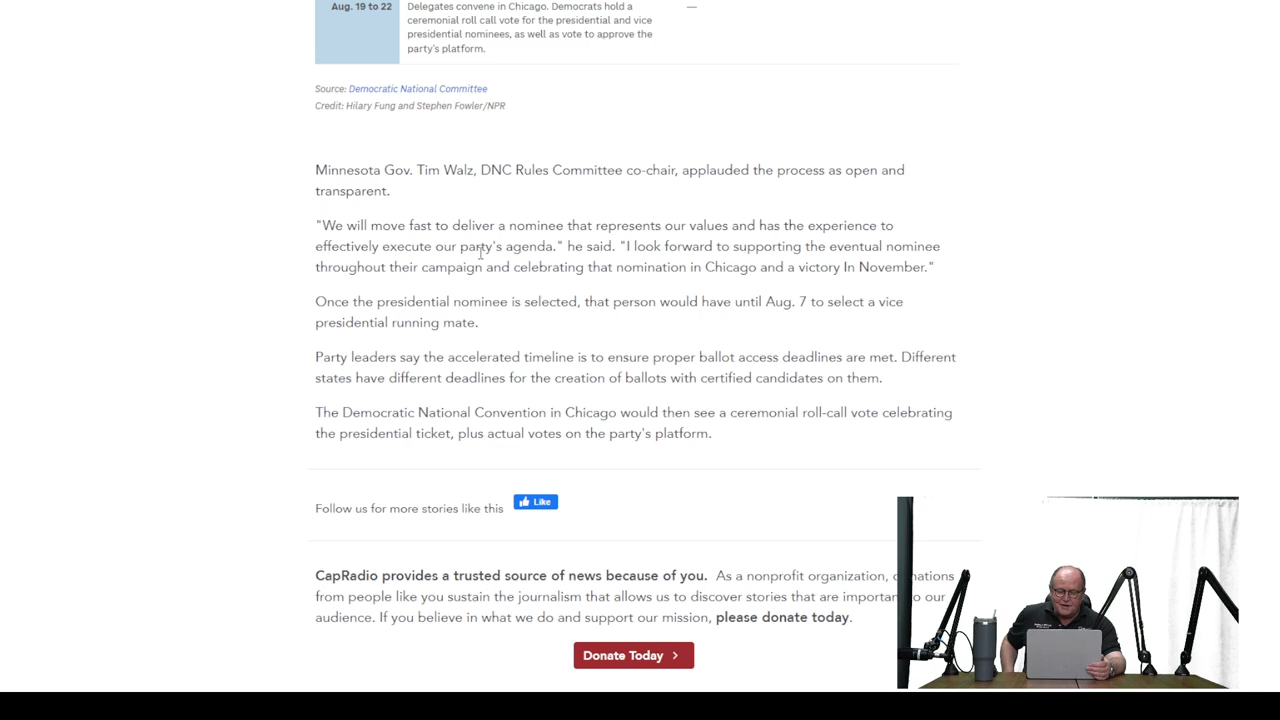 Aug. 19 to 22
Delegates convene in Chicago. Democrats hold a
ceremonial roll call vote for the presidential and vice
presidential nominees, as well as vote to approve the
party's platform.
—
Source: Democratic National Committee
Credit: Hilary Fung and Stephen Fowler/NPR
Minnesota Gov. Tim Walz, DNC Rules Committee co-chair, applauded the process as open and
transparent.
"We will move fast to deliver a nominee that represents our values and has the experience to
effectively execute our party's agenda." he said. "I look forward to supporting the eventual nominee
throughout their campaign and celebrating that nomination in Chicago and a victory In November."
Once the presidential nominee is selected, that person would have until Aug. 7 to select a vice
presidential running mate.
Party leaders say the accelerated timeline is to ensure proper ballot access deadlines are met. Different
states have different deadlines for the creation of ballots with certified candidates on them.
The Democratic National Convention in Chicago would then see a ceremonial roll-call vote celebrating
the presidential ticket, plus actual votes on the party's platform.
Follow us for more stories like this
Like
CapRadio provides a trusted source of news because of you. As a nonprofit organization, donations
from people like you sustain the journalism that allows us to discover stories that are important to our
audience. If you believe in what we do and support our mission, please donate today.
Donate Today